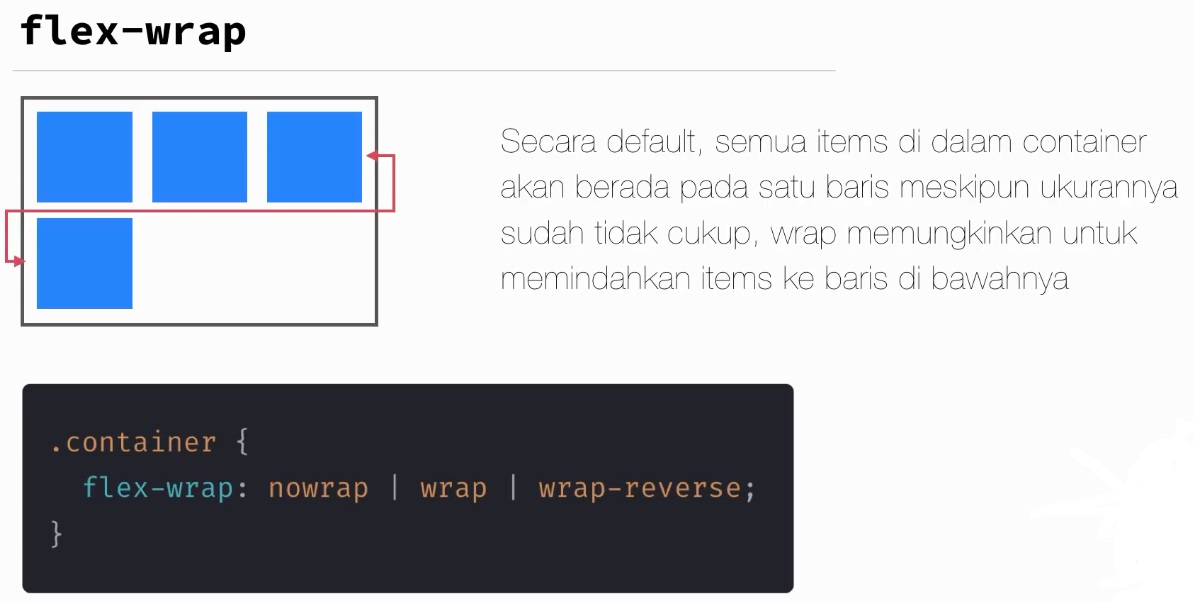 flex-wrap
Secara default, semua items di dalam container
akan berada pada satu baris meskipun ukurannya
sudah tidak cukup, wrap memungkinkan untuk
memindahkan items ke baris di bawahnya
.container {
flex-wrap: nowrap | wrap | wrap-reverse;
}